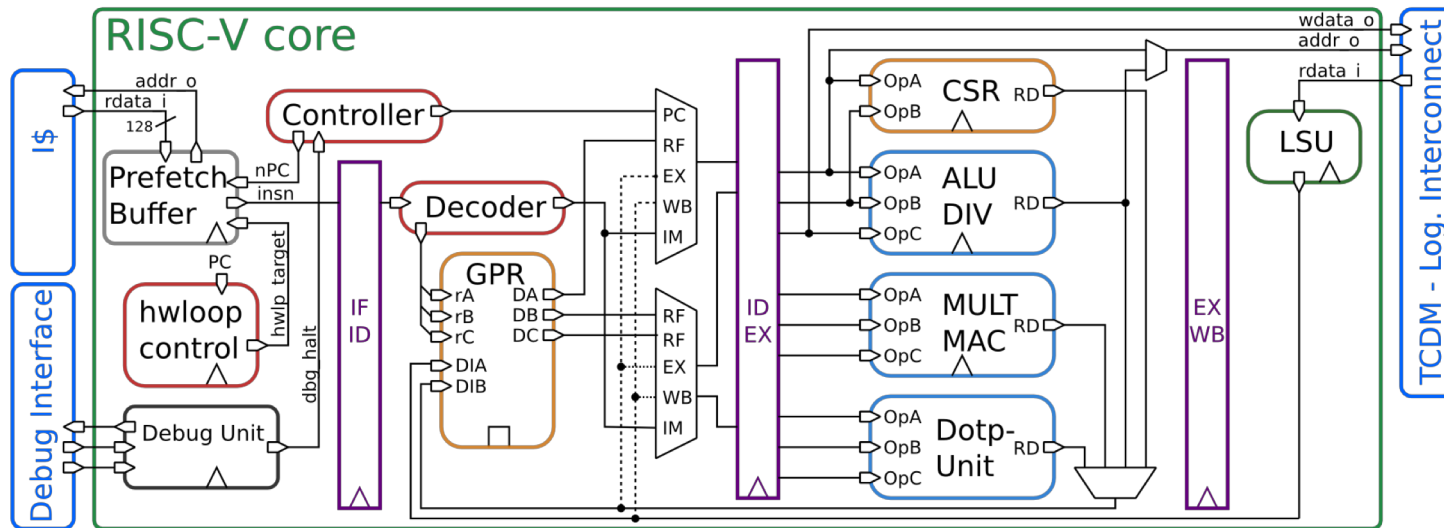 RISC-V core
I$
addr_o
rdata_i
128
Prefetch
Buffer
nPC
insn
Controller
PC
hwloop
control
hwlp_target
dbg_halt
Debug Interface
Debug Unit
IF
ID
Decoder
GPR
rA
rB
rC
DIA
DIB
DA
DB
DC
PC
RF
EX
WB
IM
RF
RF
EX
WB
IM
ID
EX
OpA
OpB
CSR
RD
OpA
OpB
OpC
ALU
DIV
RD
OpA
OpB
OpC
MULT
MAC
RD
OpA
OpB
OpC
Dotp-
Unit
RD
EX
WB
wdata_o
addr_o
rdata_i
LSU
TCDM - Log. Interconnect